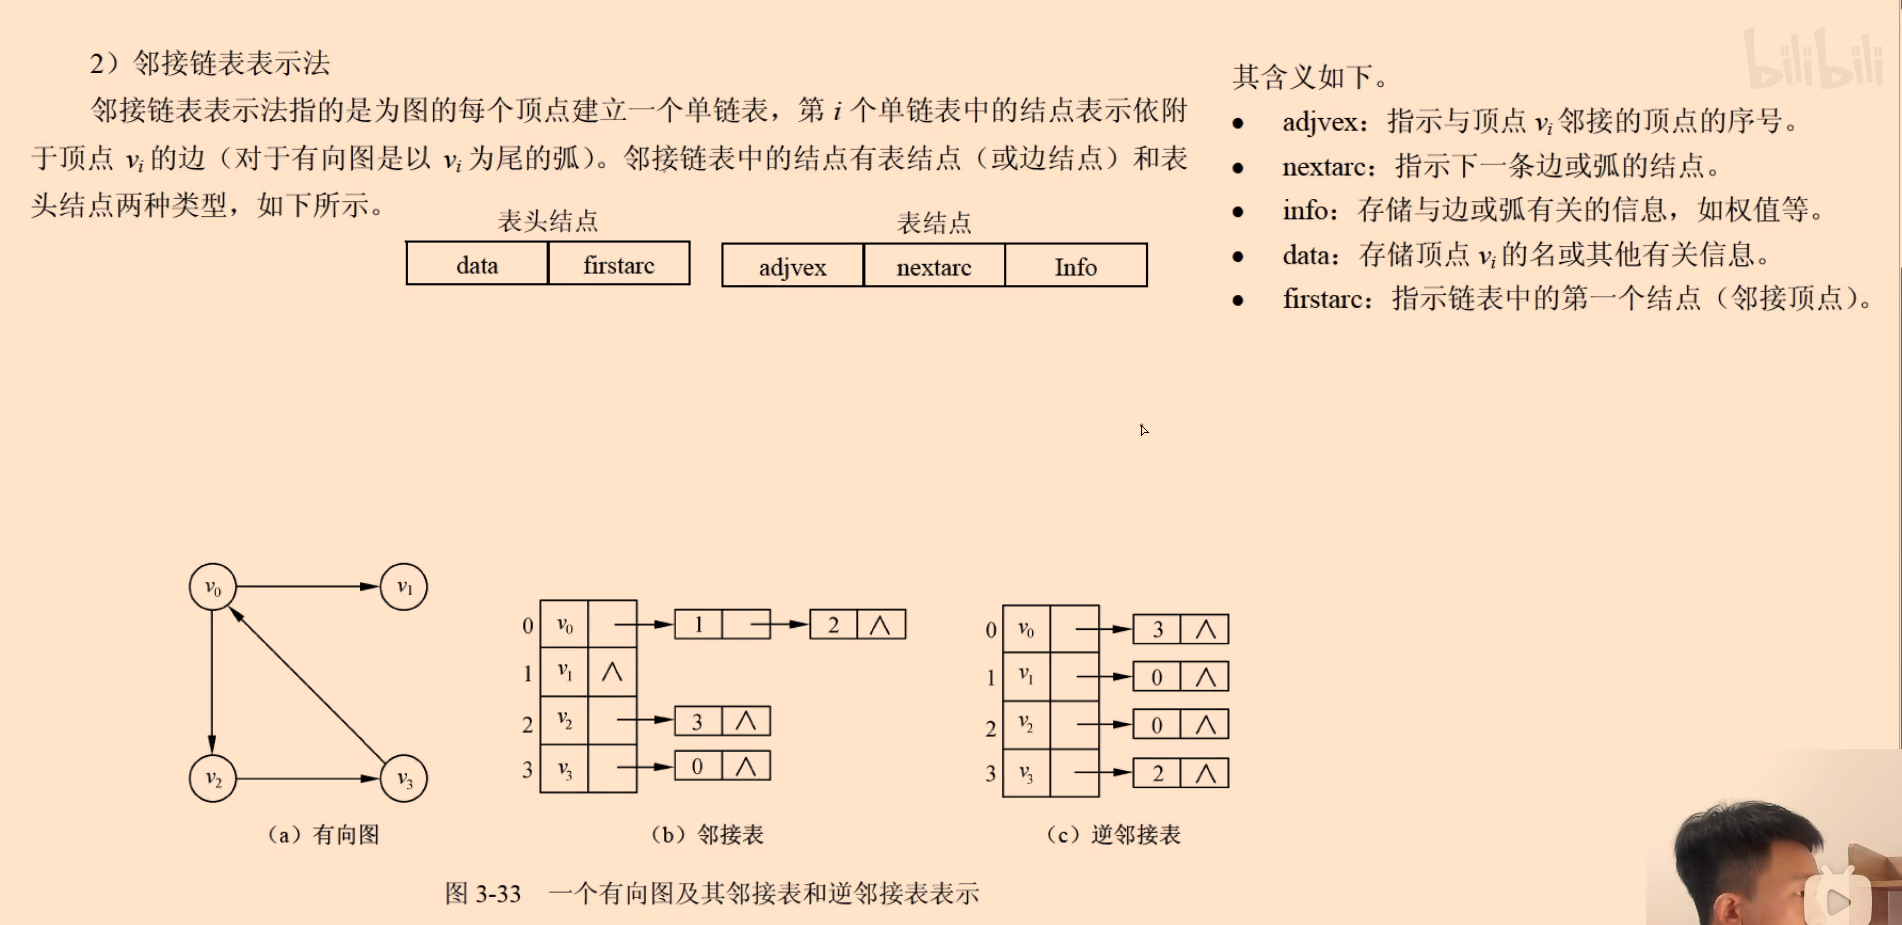 2）邻接链表表示法
邻接链表表示法指的是为图的每个顶点建立一个单链表，第 i 个单链表中的结点表示依附
于顶点 vi 的边（对于有向图是以 vi 为尾的弧）。邻接链表中的结点有表结点（或边结点）和表
头结点两种类型，如下所示。
表头结点
data firstarc
表结点
adjvex nextarc Info
bilibili
其含义如下。
• adjvex：指示与顶点 vi 邻接的顶点的序号。
• nextarc：指示下一条边或弧的结点。
• info：存储与边或弧有关的信息，如权值等。
• data：存储顶点 vi 的名或其他有关信息。
• firstarc：指示链表中的第一个结点（邻接顶点）。
v0 v1
v2 v3
（a）有向图
0 v0 1 2 ∧
1 v1 ∧
2 v2 3 ∧
3 v3 0 ∧
（b）邻接表
0 v0 3 ∧
1 v1 0 ∧
2 v2 0 ∧
3 v3 2 ∧
（c）逆邻接表
图 3-33 一个有向图及其邻接表和逆邻接表表示